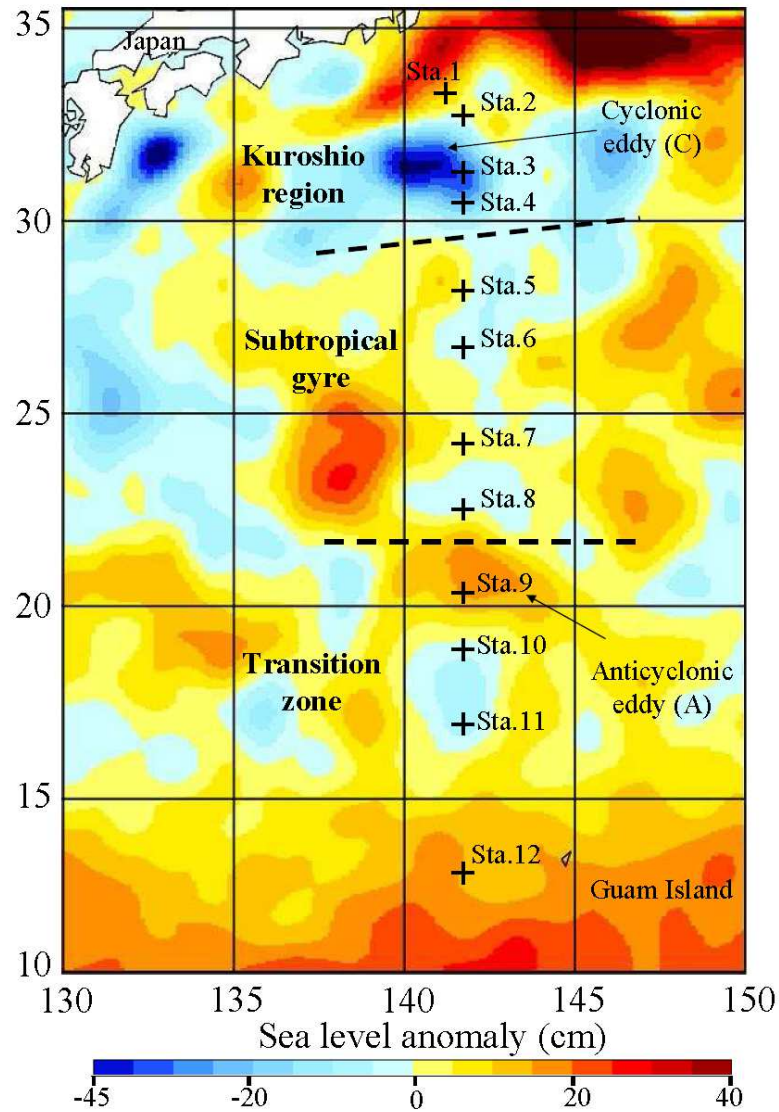 35
Japan
Sta.1
Sta.2
Cyclonic
eddy (C)
Kuroshio
region
Sta.3
Sta.4
30
Sta.5
Subtropical
gyre
Sta.6
25
Sta.7
Sta.8
20
Sta.9
Sta.10
Transition
zone
Anticyclonic
eddy (A)
Sta.11
15
Sta.12
Guam Island
10
130 135 140 145 150
Sea level anomaly (cm)
-45 -20 0 20 40